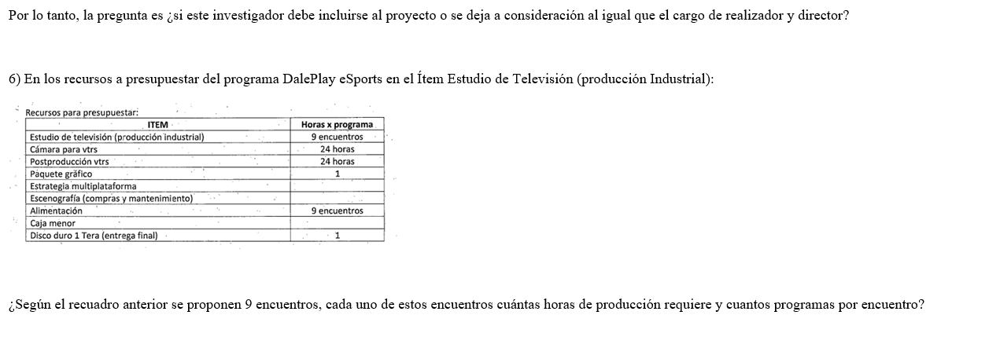 Por lo tanto, la pregunta es ¿si este investigador debe incluirse al proyecto o se deja a consideración al igual que el cargo de realizador y director?
6) En los recursos a presupuestar del programa DalePlay eSports en el Ítem Estudio de Televisión (producción Industrial):
Recursos para presupuestar:
ITEM Horas x programa
Estudio de televisión (producción industrial) 9 encuentros
Cámara para vtrs 24 horas
Postproducción vtrs 24 horas
Paquete gráfico 1
Estrategia multiplataforma
Escenografía (compras y mantenimiento)
Alimentación 9 encuentros
Caja menor
Disco duro 1 Tera (entrega final) 1
¿Según el recuadro anterior se proponen 9 encuentros, cada uno de estos encuentros cuántas horas de producción requiere y cuantos programas por encuentro?